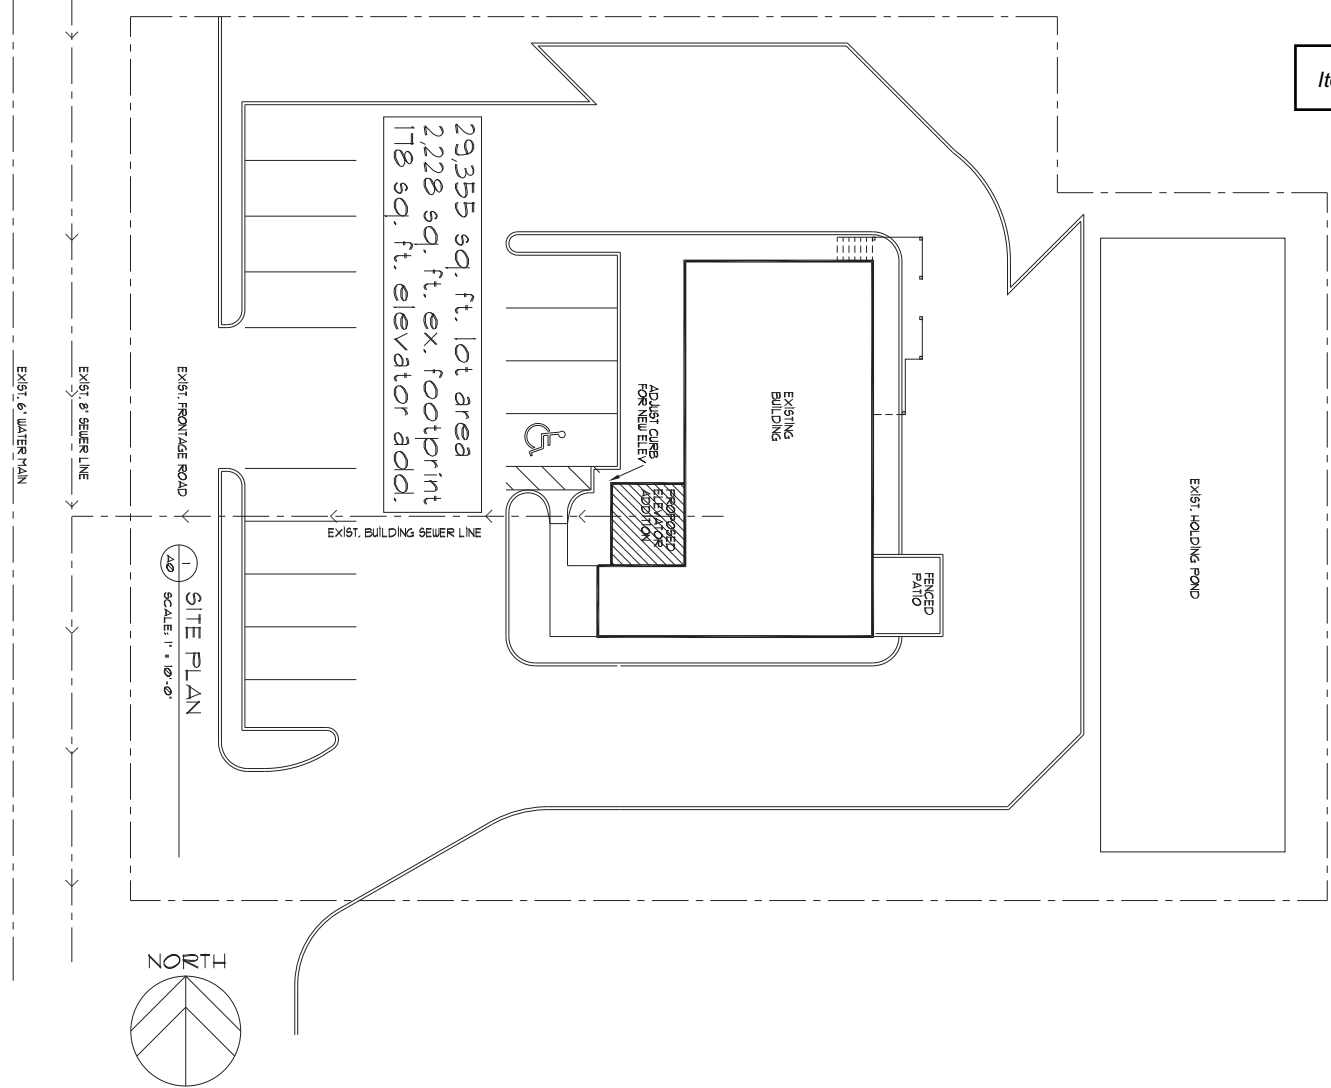 29,355 sq. ft. lot area
2,228 sq. ft. ex. footprint
178 sq. ft. elevator add.
EXISTING
BUILDING
ADJUST CURB
FOR NEW ELEV
PROPOSED
ELEVATOR
ADDITION
FENCED
PATIO
EXIST. HOLDING POND
EXIST. BUILDING SEWER LINE
EXIST. FRONTAGE ROAD
EXIST. 8" SEWER LINE
EXIST. 6" WATER MAIN
1
A0
SITE PLAN
SCALE: 1" = 10'-0"
NORTH